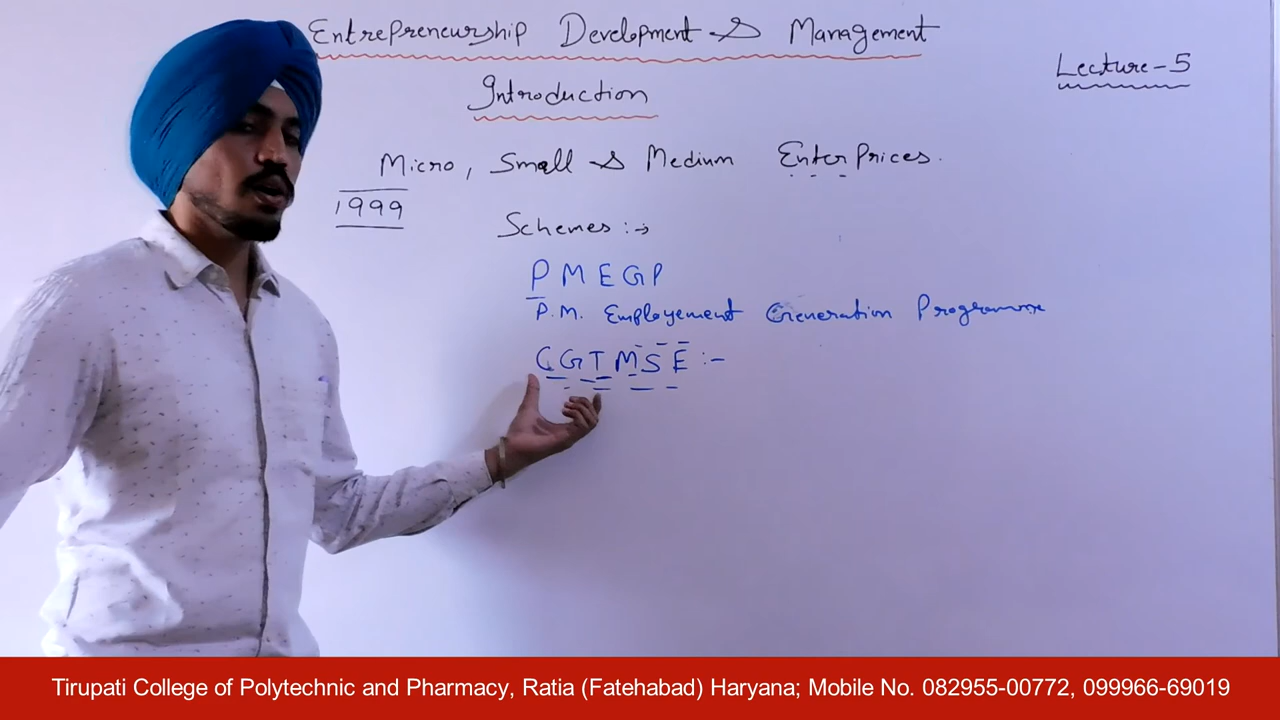 Entrepreneurship Development & Management
Lecture-5
Introduction
Micro, Small & Medium Enterprices.
1999
Schemes :→
PMEGP
P.M. Employement Generation Programme
CGTMSE :-
Tirupati College of Polytechnic and Pharmacy, Ratia (Fatehabad) Haryana; Mobile No. 082955-00772, 099966-69019